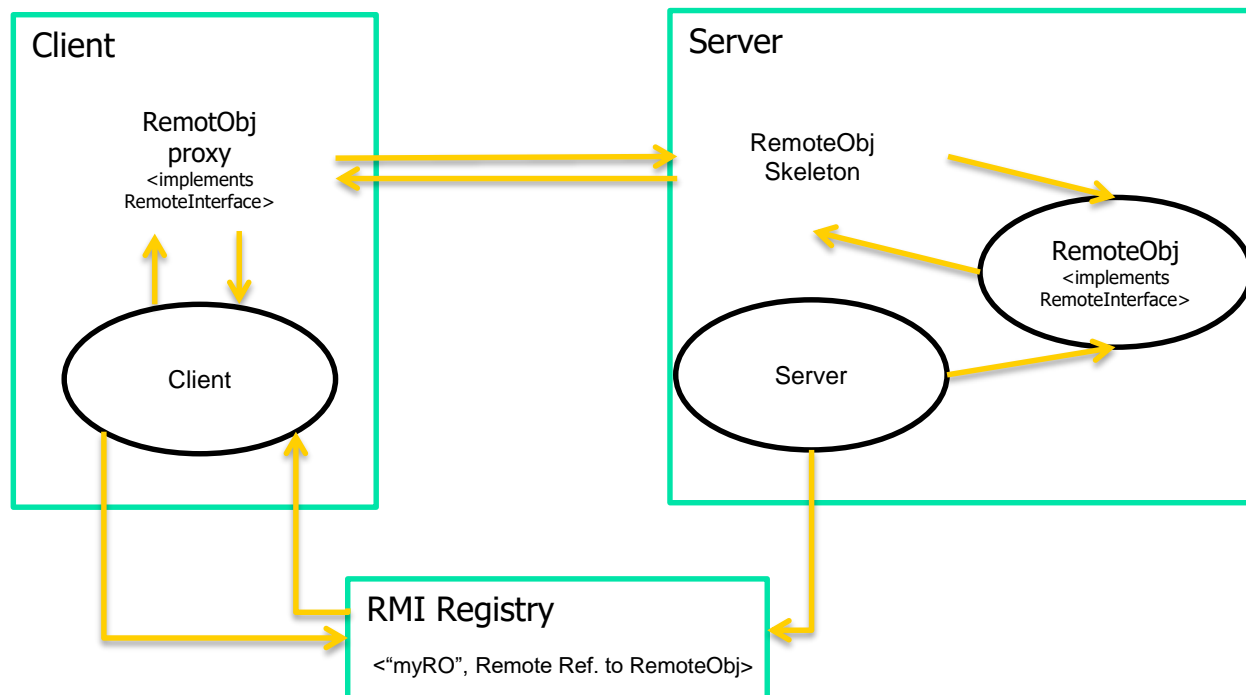 Client
RemotObj
proxy
<implements
RemoteInterface>
Client
Server
RemoteObj
Skeleton
RemoteObj
<implements
RemoteInterface>
Server
RMI Registry
<“myRO”, Remote Ref. to RemoteObj>